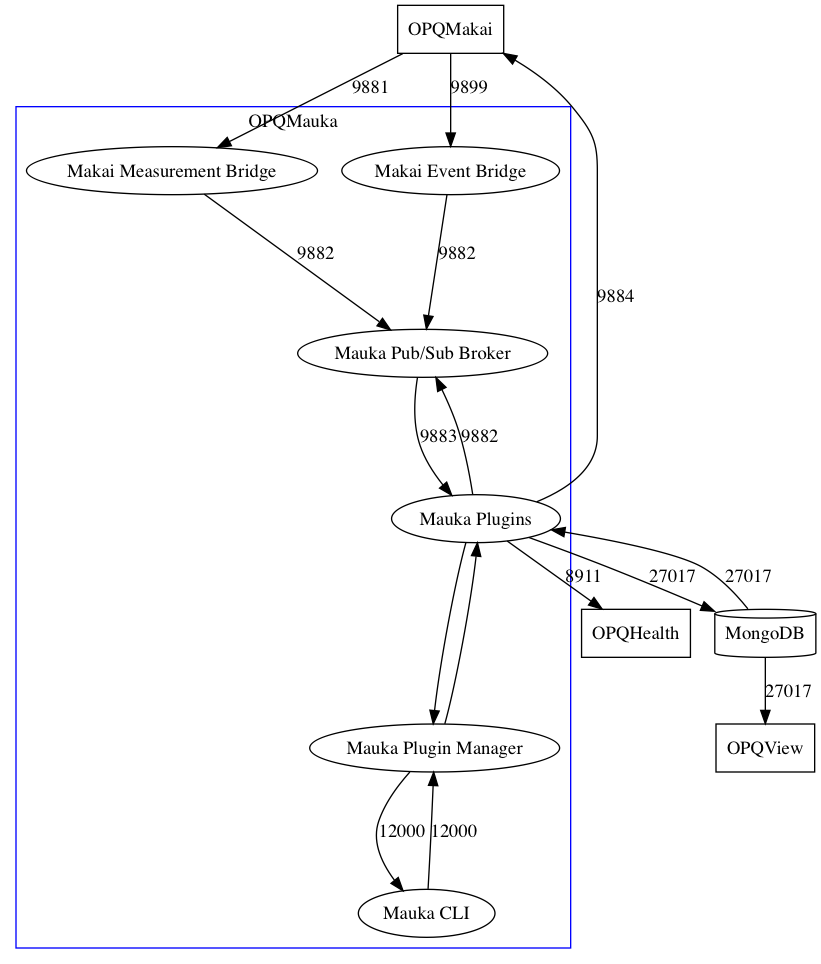 OPQMakai
9881
9899
OPQMauka
Makai Measurement Bridge
Makai Event Bridge
9882
9882
9884
Mauka Pub/Sub Broker
9883
9882
Mauka Plugins
8911
27017
27017
OPQHealth
MongoDB
27017
Mauka Plugin Manager
OPQView
12000
12000
Mauka CLI